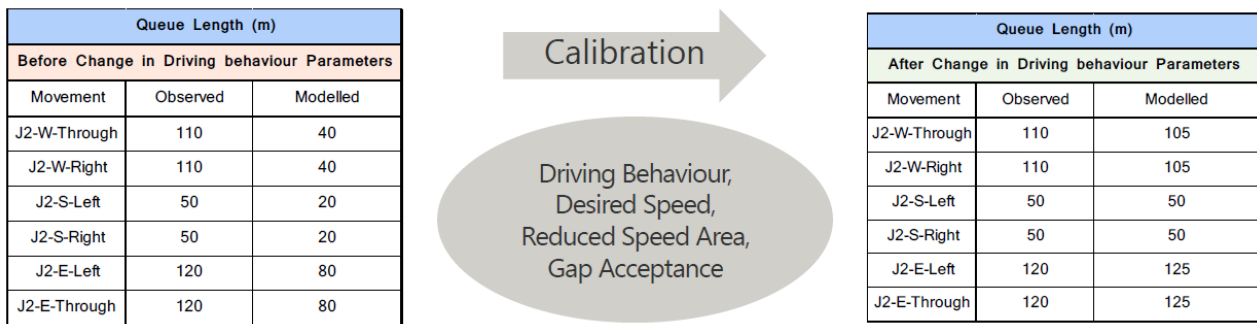 Queue Length (m)
Before Change in Driving behaviour Parameters
Movement Observed Modelled
J2-W-Through 110 40
J2-W-Right 110 40
J2-S-Left 50 20
J2-S-Right 50 20
J2-E-Left 120 80
J2-E-Through 120 80
Calibration
Driving Behaviour,
Desired Speed,
Reduced Speed Area,
Gap Acceptance
Queue Length (m)
After Change in Driving behaviour Parameters
Movement Observed Modelled
J2-W-Through 110 105
J2-W-Right 110 105
J2-S-Left 50 50
J2-S-Right 50 50
J2-E-Left 120 125
J2-E-Through 120 125